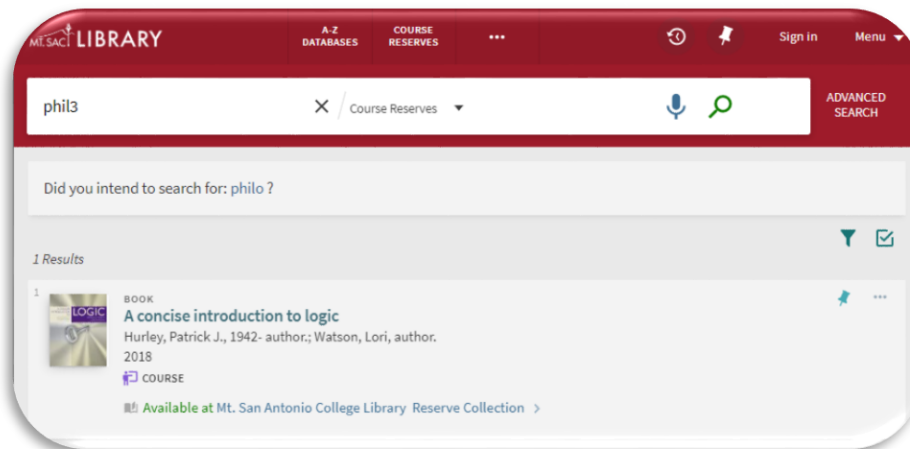 MT. SAC LIBRARY
A-Z DATABASES
COURSE RESERVES
Sign in
Menu
phil3
Course Reserves
ADVANCED SEARCH
Did you intend to search for: philo ?
1 Results
1
BOOK
LOGIC
A concise introduction to logic
Hurley, Patrick J., 1942- author.; Watson, Lori, author.
2018
COURSE
Available at Mt. San Antonio College Library Reserve Collection